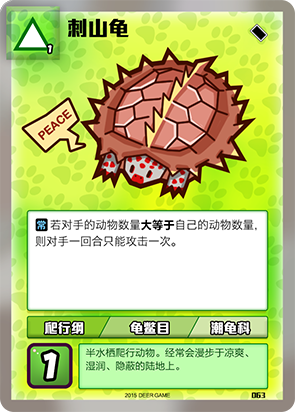 刺山龟
1
PEACE
常 若对手的动物数量大等于自己的动物数量,
则对手一回合只能攻击一次。
爬行纲 龟鳖目 潮龟科
1
半水栖爬行动物。经常会漫步于凉爽、
湿润、隐蔽的陆地上。
2015 DEER GAME
063